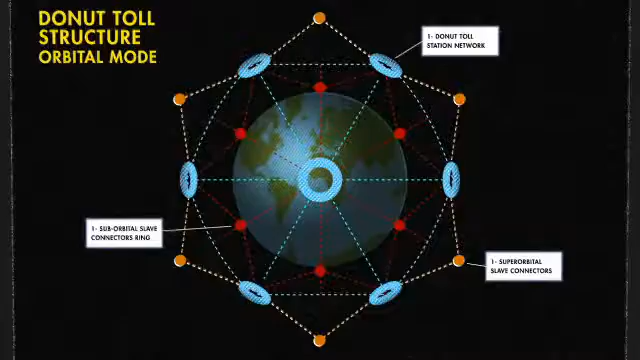 DONUT TOLL
STRUCTURE
ORBITAL MODE
1- DONUT TOLL
STATION NETWORK
1- SUB-ORBITAL SLAVE
CONNECTORS RING
1- SUPERORBITAL
SLAVE CONNECTORS